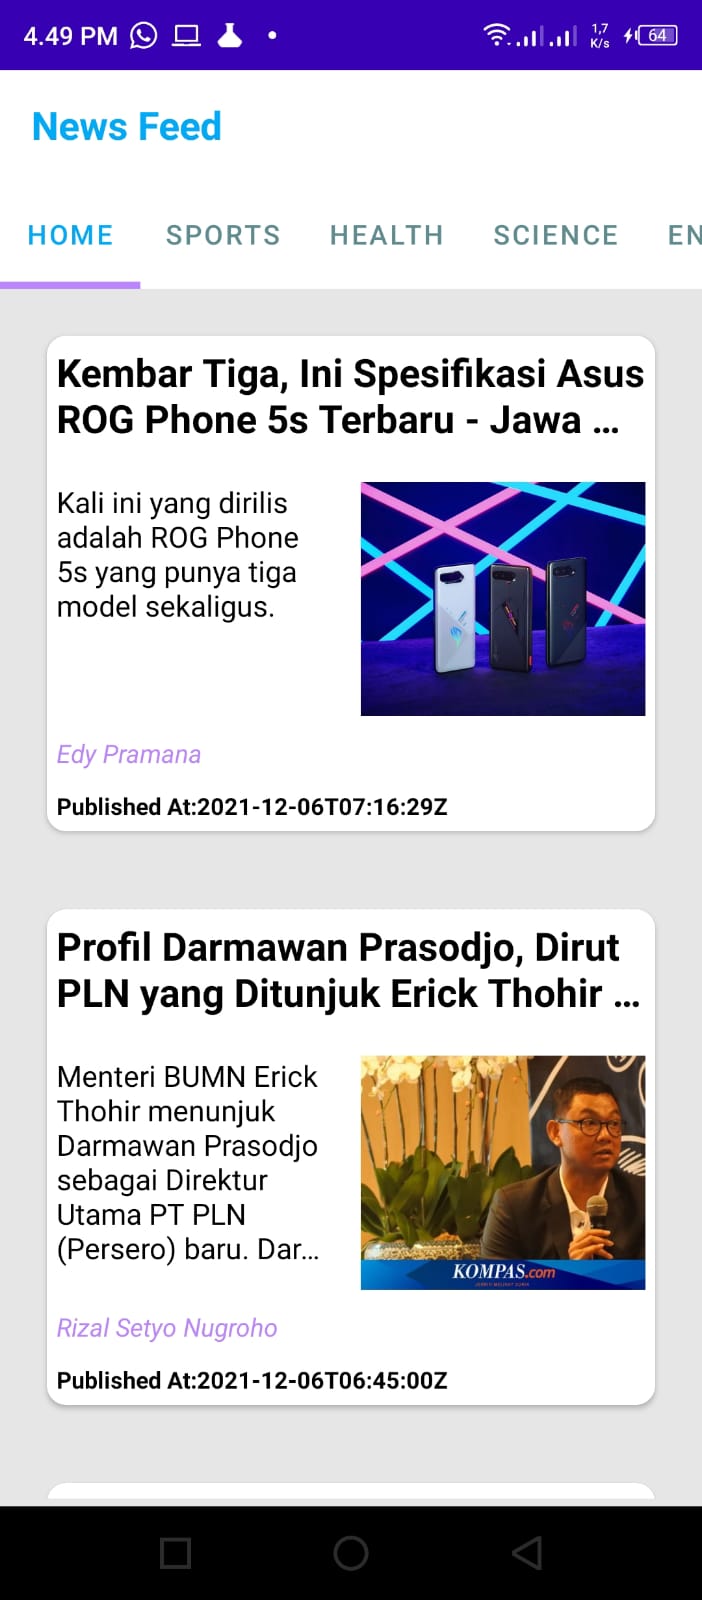 4.49 PM
1,7
K/s
64
News Feed
HOME SPORTS HEALTH SCIENCE EN
Kembar Tiga, Ini Spesifikasi Asus
ROG Phone 5s Terbaru - Jawa ...
Kali ini yang dirilis
adalah ROG Phone
5s yang punya tiga
model sekaligus.
Edy Pramana
Published At:2021-12-06T07:16:29Z
Profil Darmawan Prasodjo, Dirut
PLN yang Ditunjuk Erick Thohir ...
Menteri BUMN Erick
Thohir menunjuk
Darmawan Prasodjo
sebagai Direktur
Utama PT PLN
(Persero) baru. Dar...
KOMPAS.com
Rizal Setyo Nugroho
Published At:2021-12-06T06:45:00Z